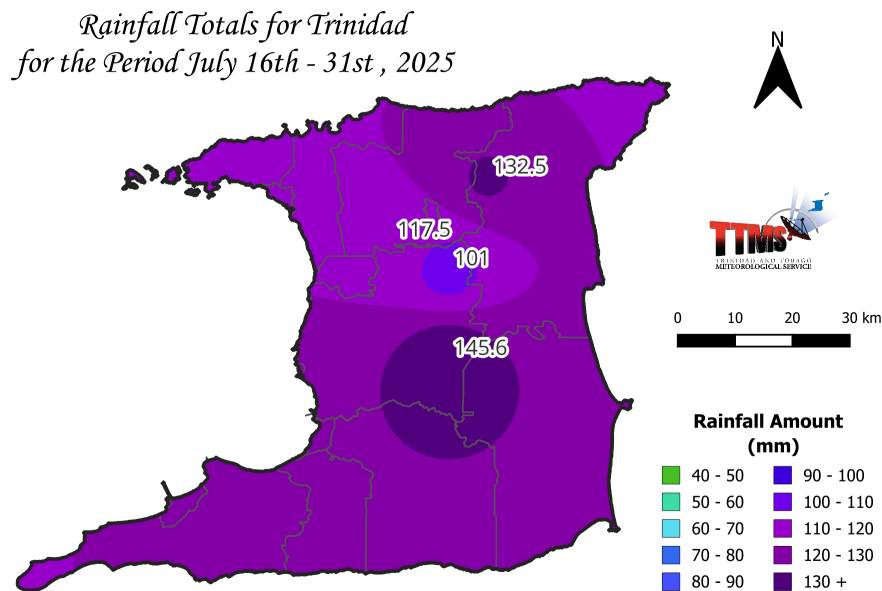 Rainfall Totals for Trinidad
for the Period July 16th - 31st , 2025
N
132.5
117.5
101
145.6
TTMS
TRINIDAD AND TOBAGO
METEOROLOGICAL SERVICE
0 10 20 30 km
Rainfall Amount
(mm)
40 - 50
50 - 60
60 - 70
70 - 80
80 - 90
90 - 100
100 - 110
110 - 120
120 - 130
130 +